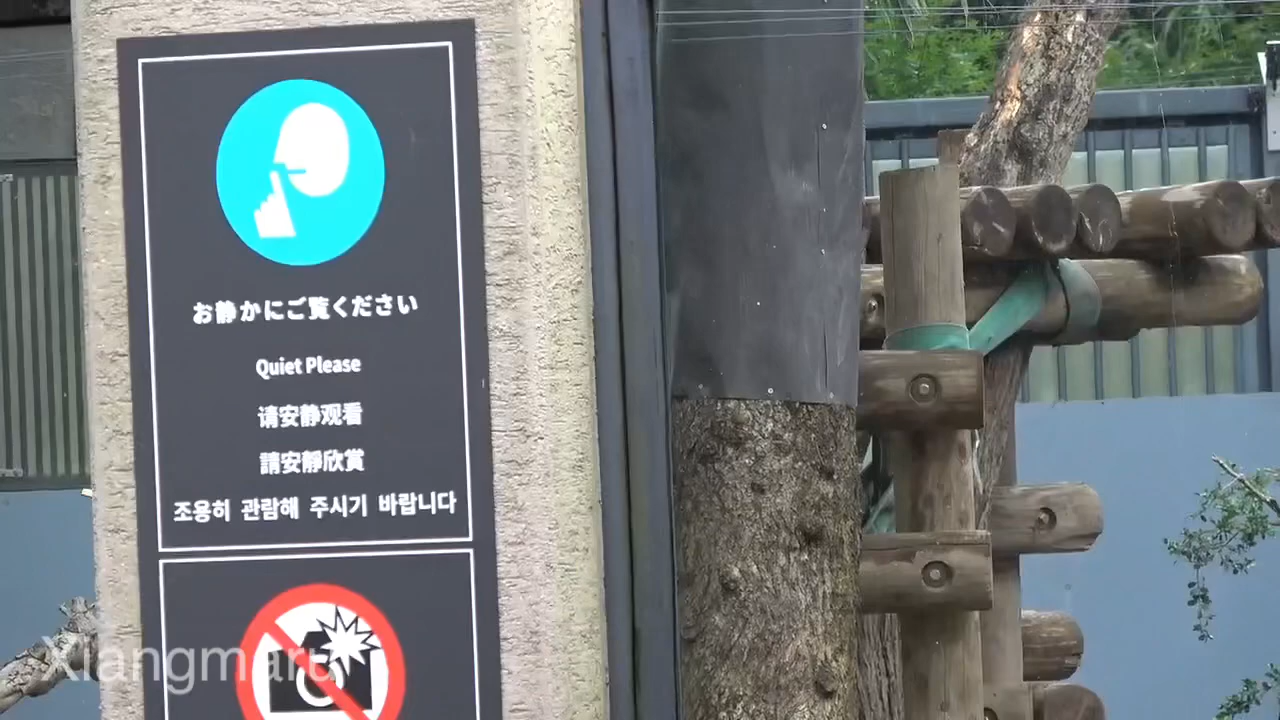 お静かにご覧ください
Quiet Please
请安静观看
請安靜欣賞
조용히 관람해 주시기 바랍니다
Xiangmaru